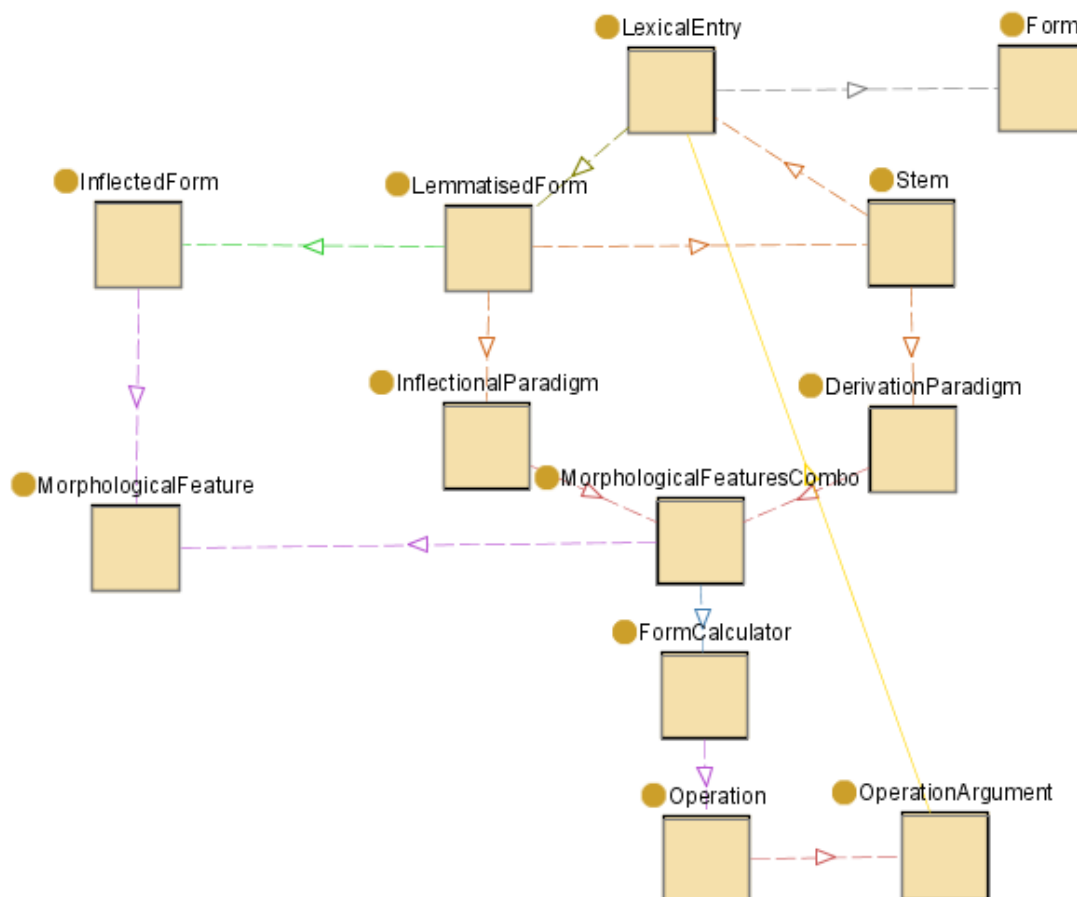 LexicalEntry
Form
InflectedForm
LemmatisedForm
Stem
InflectionalParadigm
DerivationParadigm
MorphologicalFeature
MorphologicalFeaturesCombo
FormCalculator
Operation
OperationArgument